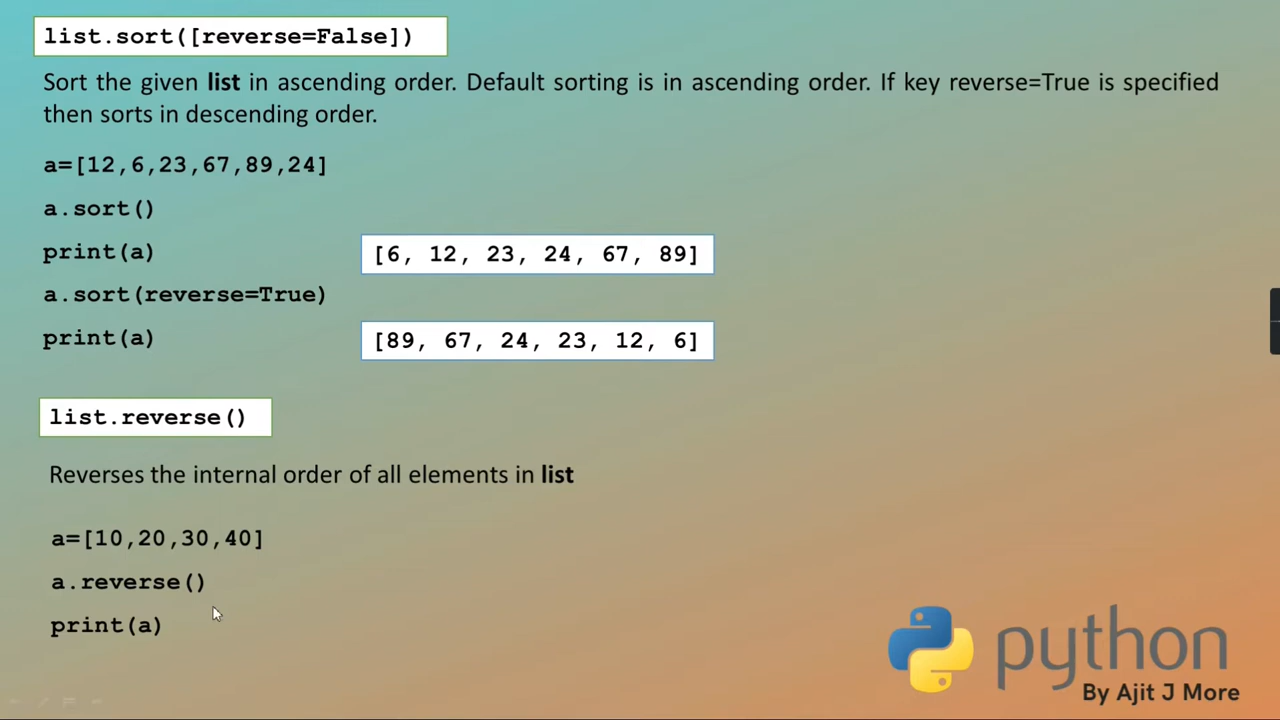 list.sort([reverse=False])
Sort the given list in ascending order. Default sorting is in ascending order. If key reverse=True is specified
then sorts in descending order.
a=[12,6,23,67,89,24]
a.sort()
print(a)
[6, 12, 23, 24, 67, 89]
a.sort(reverse=True)
print(a)
[89, 67, 24, 23, 12, 6]
list.reverse()
Reverses the internal order of all elements in list
a=[10,20,30,40]
a.reverse()
print(a)
python
By Ajit J More